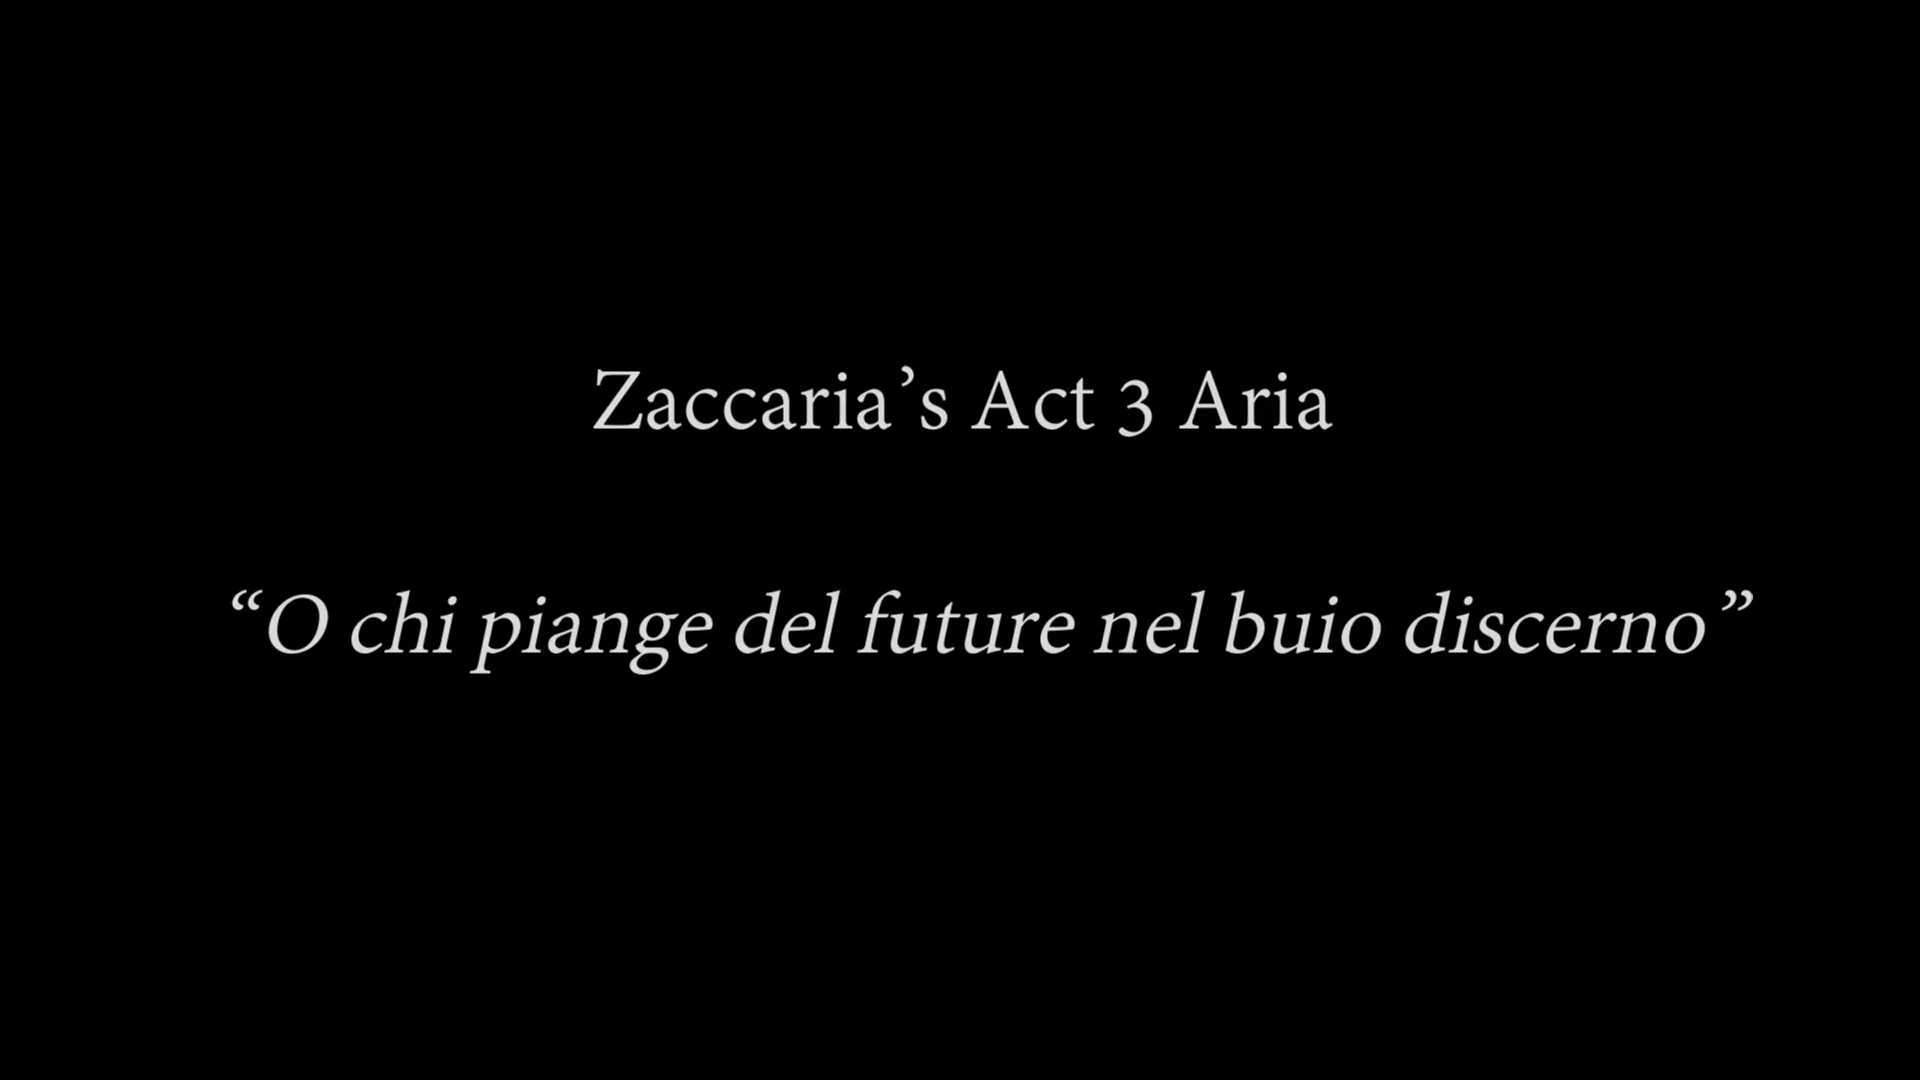 Zaccaria’s Act 3 Aria
“O chi piange del future nel buio discerno”